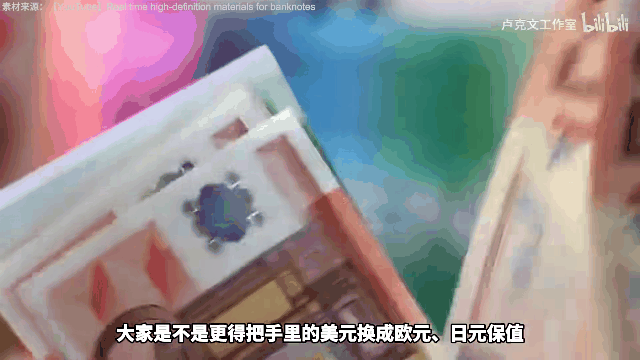 素材来源：【YouTube】Real time high-definition materials for banknotes
卢克文工作室 bilibili
大家是不是更得把手里的美元换成欧元、日元保值